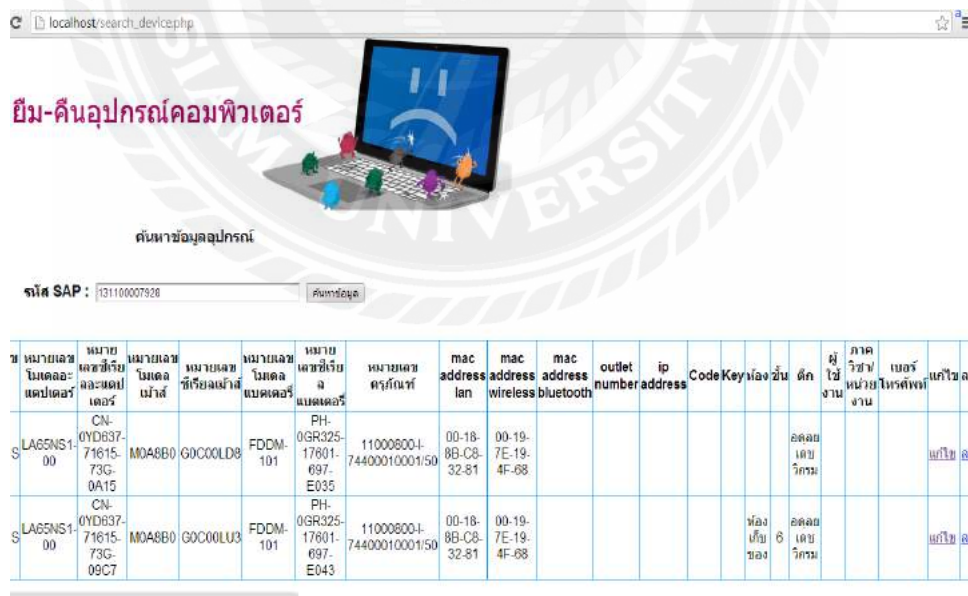 localhost/search_device.php
SIAM UNIVERSITY
ยืม-คืนอุปกรณ์คอมพิวเตอร์
ค้นหาข้อมูลอุปกรณ์
รหัส SAP : 131100007928 ค้นหาข้อมูล
ข หมายเลขโมเดลอะแดปเตอร์ หมายเลขซีเรียลอะแดปเตอร์ หมายเลขโมเดลเม้าส์ หมายเลขซีเรียลเม้าส์ หมายเลขโมเดลแบตเตอรี่ หมายเลขซีเรียลแบตเตอรี่ หมายเลขครุภัณฑ์ mac address lan mac address wireless mac address bluetooth outlet number ip address Code Key ห้อง ชั้น ตึก ผู้ใช้งาน ภาควิชา/หน่วยงาน เบอร์โทรศัพท์ แก้ไข ล
S LA65NS1-00 CN-0YD637-71615-73G-0A15 M0A8B0 G0C00LD8 FDDM-101 PH-0GR325-17601-697-E035 11000800-I-74400010001/50 00-18-8B-C8-32-81 00-19-7E-19-4F-68 อดุลยเดชวิกรม แก้ไข ล
S LA65NS1-00 CN-0YD637-71615-73G-09C7 M0A8B0 G0C00LU3 FDDM-101 PH-0GR325-17601-697-E043 11000800-I-74400010001/50 00-18-8B-C8-32-81 00-19-7E-19-4F-68 ห้องเก็บของ 6 อดุลยเดชวิกรม แก้ไข ล